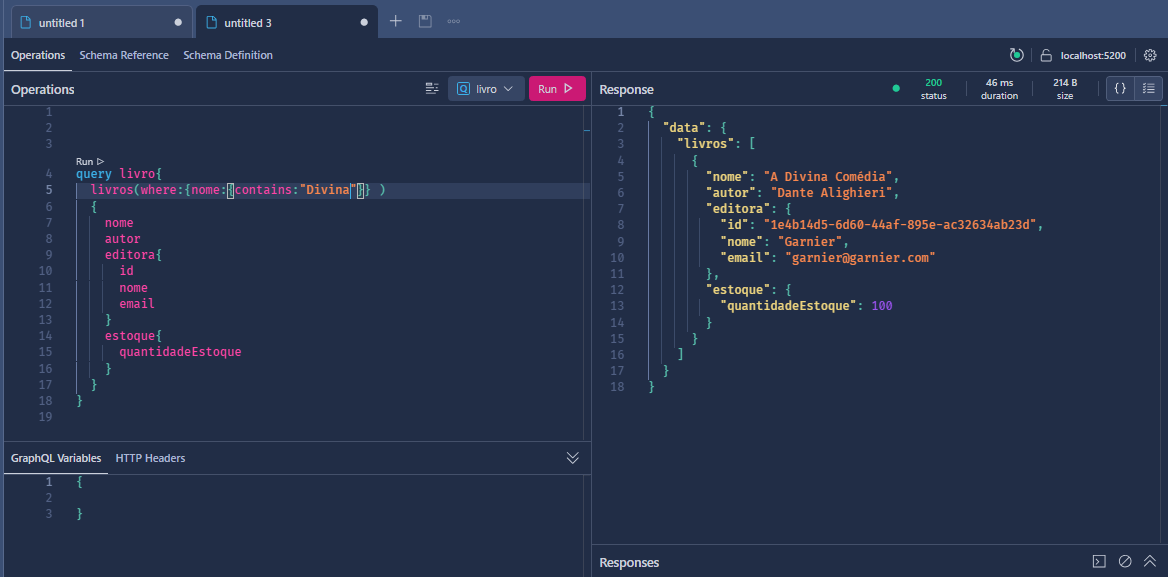 untitled 1
untitled 3
Operations Schema Reference Schema Definition
localhost:5200
Operations
livro
Run
1
2
3
Run
4 query livro{
5 livros(where:{nome:{contains:"Divina"}} )
6 {
7 nome
8 autor
9 editora{
10 id
11 nome
12 email
13 }
14 estoque{
15 quantidadeEstoque
16 }
17 }
18 }
19
GraphQL Variables HTTP Headers
1 {
2
3 }
Response
200 46 ms 214 B
status duration size
{}
1 {
2 "data": {
3 "livros": [
4 {
5 "nome": "A Divina Comédia",
6 "autor": "Dante Alighieri",
7 "editora": {
8 "id": "1e4b14d5-6d60-44af-895e-ac32634ab23d",
9 "nome": "Garnier",
10 "email": "garnier@garnier.com"
11 },
12 "estoque": {
13 "quantidadeEstoque": 100
14 }
15 }
16 ]
17 }
18 }
Responses